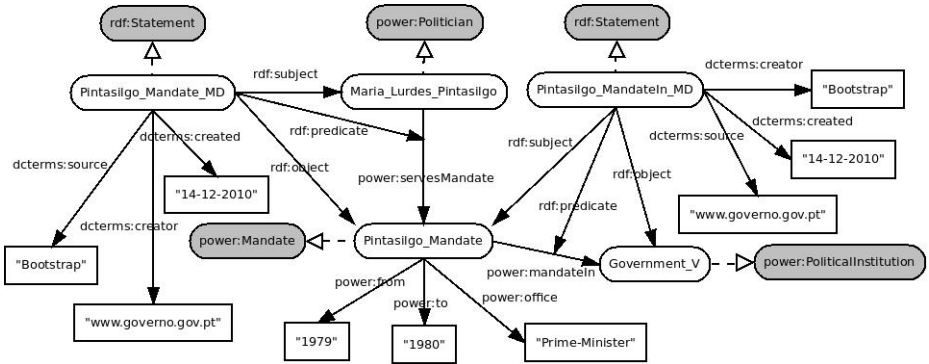 rdf:Statement
power:Politician
rdf:Statement
rdf:subject
dcterms:creator
Pintasilgo_Mandate_MD
Maria_Lurdes_Pintasilgo
Pintasilgo_MandateIn_MD
"Bootstrap"
dcterms:created
rdf:predicate
dcterms:created
dcterms:source
rdf:subject
dcterms:source
"14-12-2010"
rdf:object
power:servesMandate
rdf:object
"14-12-2010"
rdf:predicate
"www.governo.gov.pt"
dcterms:creator
power:Mandate
Pintasilgo_Mandate
"Bootstrap"
power:mandateIn
Government_V
power:PoliticalInstitution
power:from
power:to
power:office
"www.governo.gov.pt"
"1979"
"1980"
"Prime-Minister"